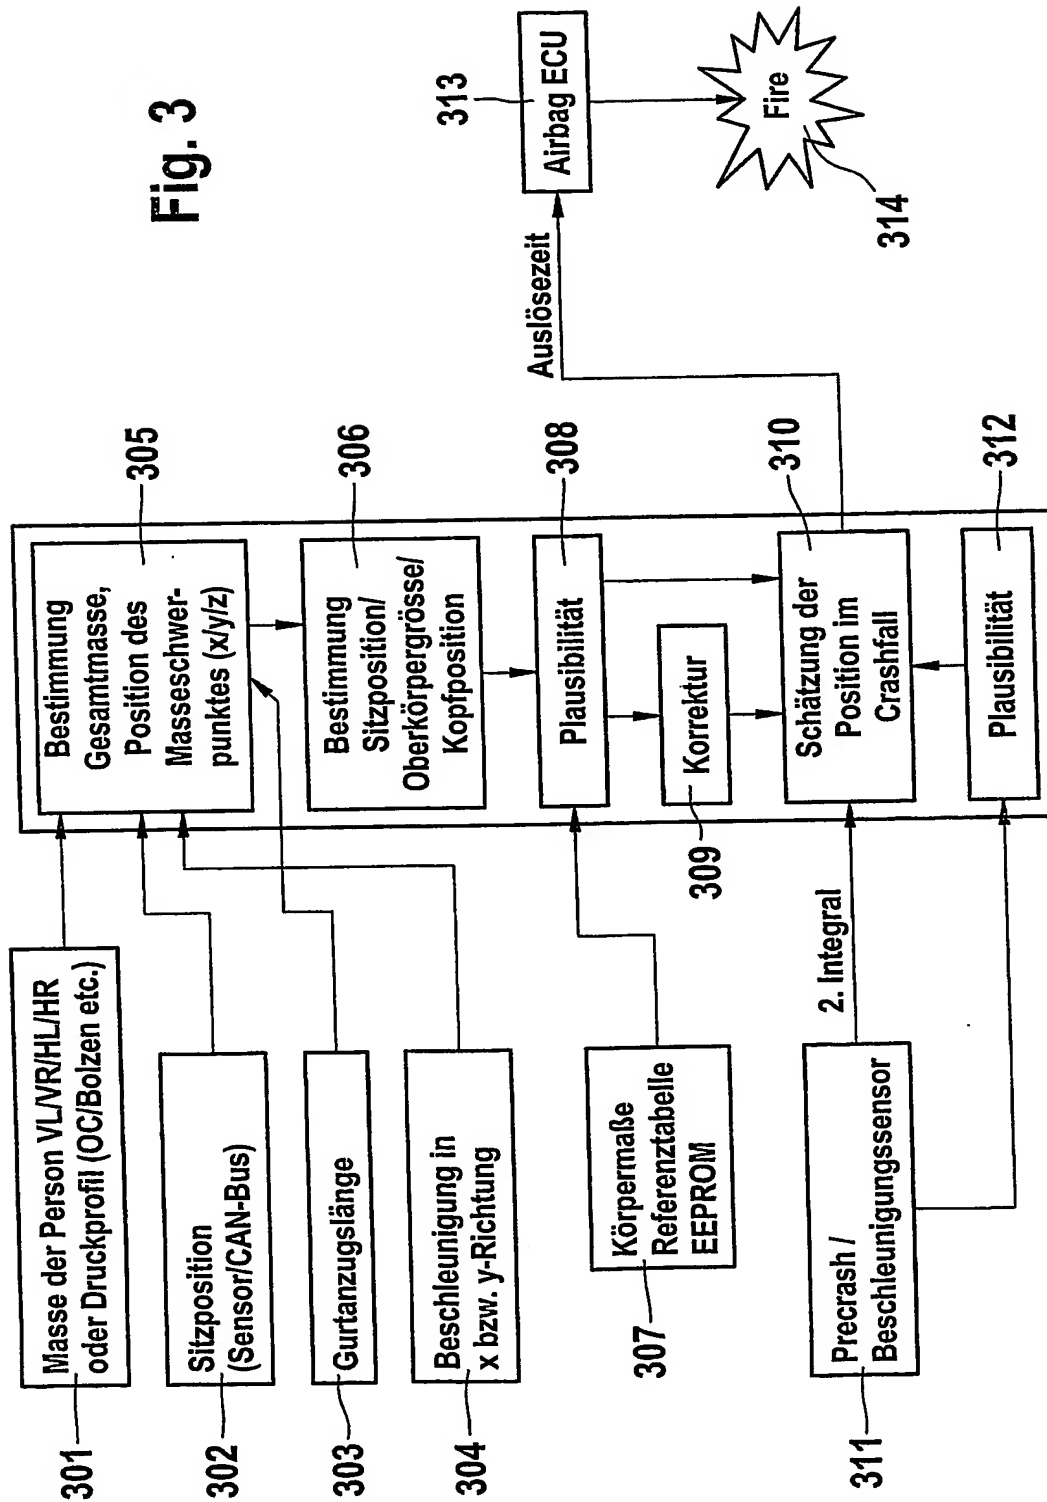 Fig. 3
301
Masse der Person VL/VR/HL/HR
oder Druckprofil (OC/Bolzen etc.)
302
Sitzposition
(Sensor/CAN-Bus)
303
Gurtanzugslänge
304
Beschleunigung in
x bzw. y-Richtung
305
Bestimmung
Gesamtmasse,
Position des
Masseschwer-
punktes (x/y/z)
306
Bestimmung
Sitzposition/
Oberkörpergrösse/
Kopfposition
307
Körpermaße
Referenztabelle
EEPROM
308
Plausibilität
309
Korrektur
310
Schätzung der
Position im
Crashfall
311
Precrash /
Beschleunigungssensor
2. Integral
312
Plausibilität
Auslösezeit
313
Airbag ECU
Fire
314